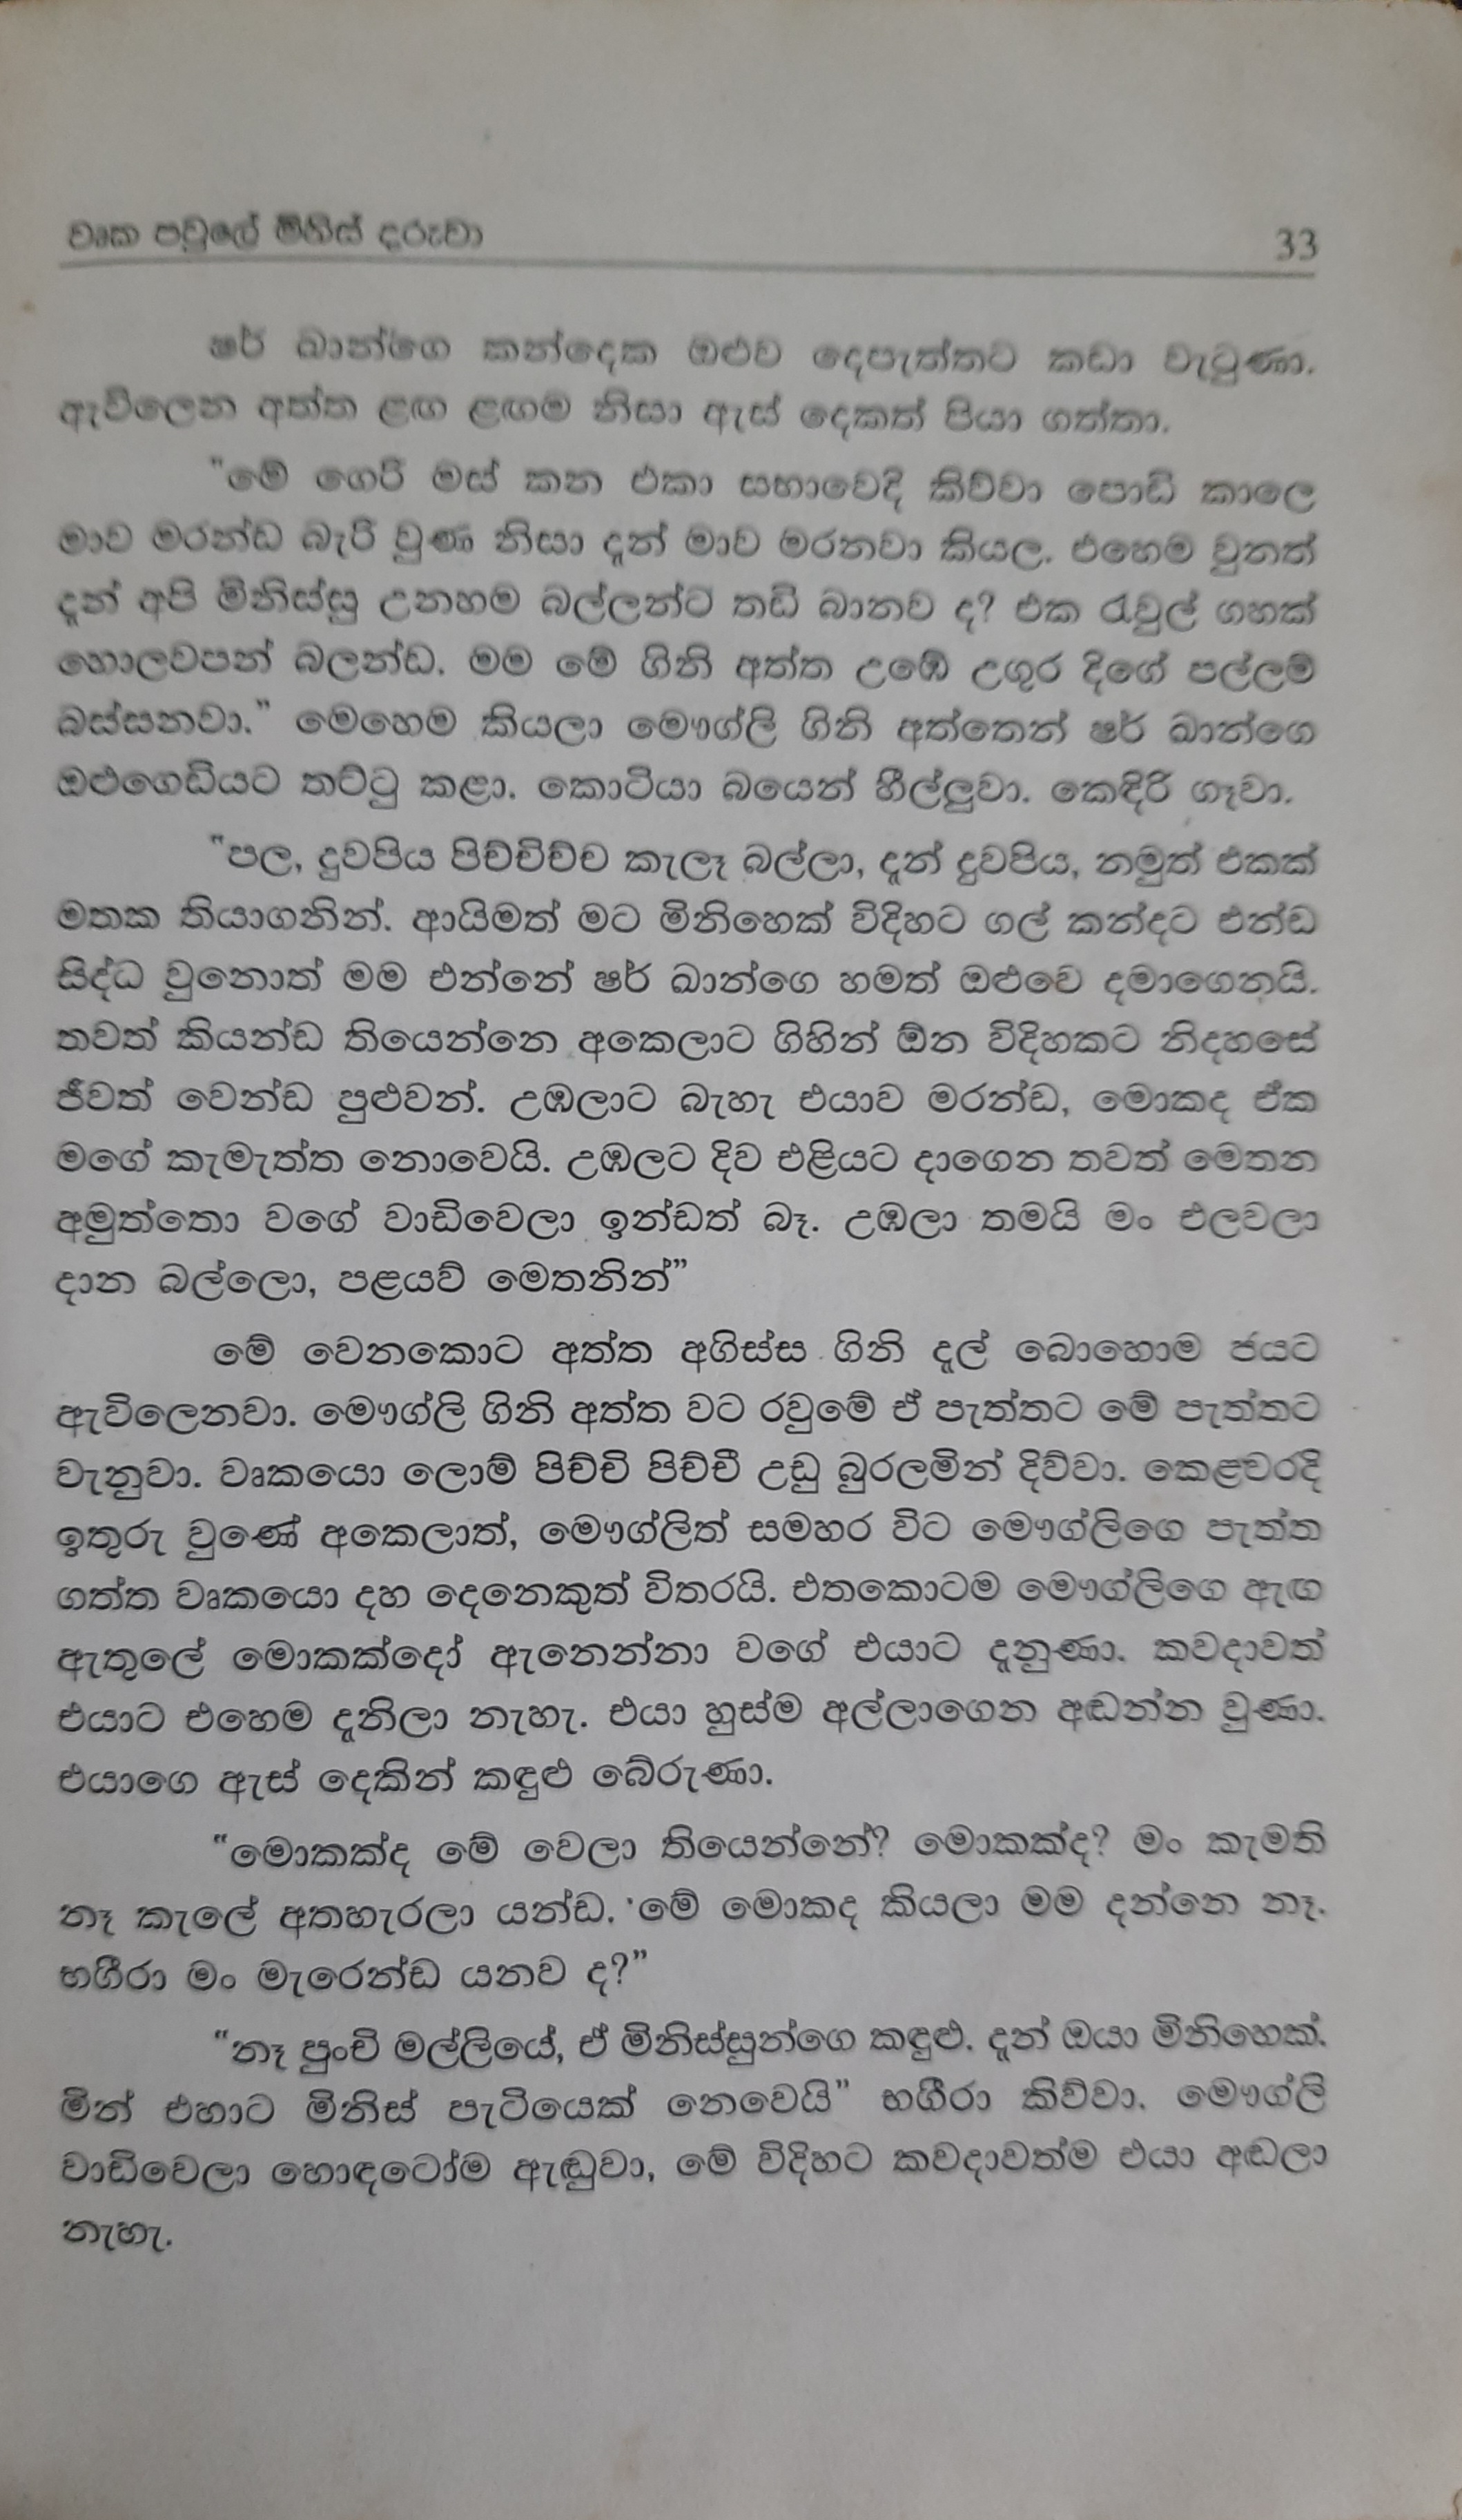 වෘක පවුලේ මිනිස් දරුවා
33
ෂර් ඛාන්ගෙ කන්දෙක ඔළුව දෙපැත්තට කඩා වැටුණා.
ඇවිලෙන අත්ත ළඟ ළඟම නිසා ඇස් දෙකත් පියා ගත්තා.
"මේ ගෙරි මස් කන එකා සභාවෙදි කිව්වා පොඩි කාලෙ
මාව මරන්ඩ බැරි වුණ නිසා දැන් මාව මරනවා කියල. එහෙම වුනත්
දැන් අපි මිනිස්සු උනහම බල්ලන්ට තඩි බානව ද? එක රැවුල් ගහක්
හොලවපන් බලන්ඩ. මම මේ ගිනි අත්ත උඹේ උගුර දිගේ පල්ලම්
බස්සනවා.” මෙහෙම කියලා මෞග්ලි ගිනි අත්තෙන් ෂර් ඛාන්ගෙ
ඔළුගෙඩියට තට්ටු කළා. කොටියා බයෙන් හීල්ලුවා. කෙඳිරි ගෑවා.
“පල, දුවපිය පිච්චිච්ච කැලෑ බල්ලා, දැන් දුවපිය, නමුත් එකක්
මතක තියාගනින්. ආයිමත් මට මිනිහෙක් විදිහට ගල් කන්දට එන්ඩ
සිද්ධ වුනොත් මම එන්නේ ෂර් ඛාන්ගෙ හමත් ඔළුවෙ දමාගෙනයි.
තවත් කියන්ඩ තියෙන්නෙ අකෙලාට ගිහින් ඕන විදිහකට නිදහසේ
ජීවත් වෙන්ඩ පුළුවන්. උඹලාට බැහැ එයාව මරන්ඩ, මොකද ඒක
මගේ කැමැත්ත නොවෙයි. උඹලට දිව එළියට දාගෙන තවත් මෙතන
අමුත්තො වගේ වාඩිවෙලා ඉන්ඩත් බෑ. උඹලා තමයි මං එලවලා
දාන බල්ලො, පළයව් මෙතනින්”
මේ වෙනකොට අත්ත අගිස්ස ගිනි දැල් බොහොම ජයට
ඇවිලෙනවා. මෞග්ලි ගිනි අත්ත වට රවුමේ ඒ පැත්තට මේ පැත්තට
වැනුවා. වෘකයො ලොම් පිච්චි පිච්චී උඩු බුරලමින් දිව්වා. කෙළවරදි
ඉතුරු වුණේ අකෙලාත්, මෞග්ලිත් සමහර විට මෞග්ලිගෙ පැත්ත
ගත්ත වෘකයො දහ දෙනෙකුත් විතරයි. එතකොටම මෞග්ලිගෙ ඇඟ
ඇතුලේ මොකක්දෝ ඇනෙන්නා වගේ එයාට දැනුණා. කවදාවත්
එයාට එහෙම දැනිලා නැහැ. එයා හුස්ම අල්ලාගෙන අඬන්න වුණා.
එයාගෙ ඇස් දෙකින් කඳුළු බේරුණා.
“මොකක්ද මේ වෙලා තියෙන්නේ? මොකක්ද? මං කැමති
නෑ කැලේ අතහැරලා යන්ඩ. මේ මොකද කියලා මම දන්නෙ නෑ.
භගීරා මං මැරෙන්ඩ යනව ද?”
“නෑ පුංචි මල්ලියේ, ඒ මිනිස්සුන්ගෙ කඳුළු. දැන් ඔයා මිනිහෙක්.
මින් එහාට මිනිස් පැටියෙක් නෙවෙයි” භගීරා කිව්වා. මෞග්ලි
වාඩිවෙලා හොඳටෝම ඇඬුවා, මේ විදිහට කවදාවත්ම එයා අඬලා
නැහැ.